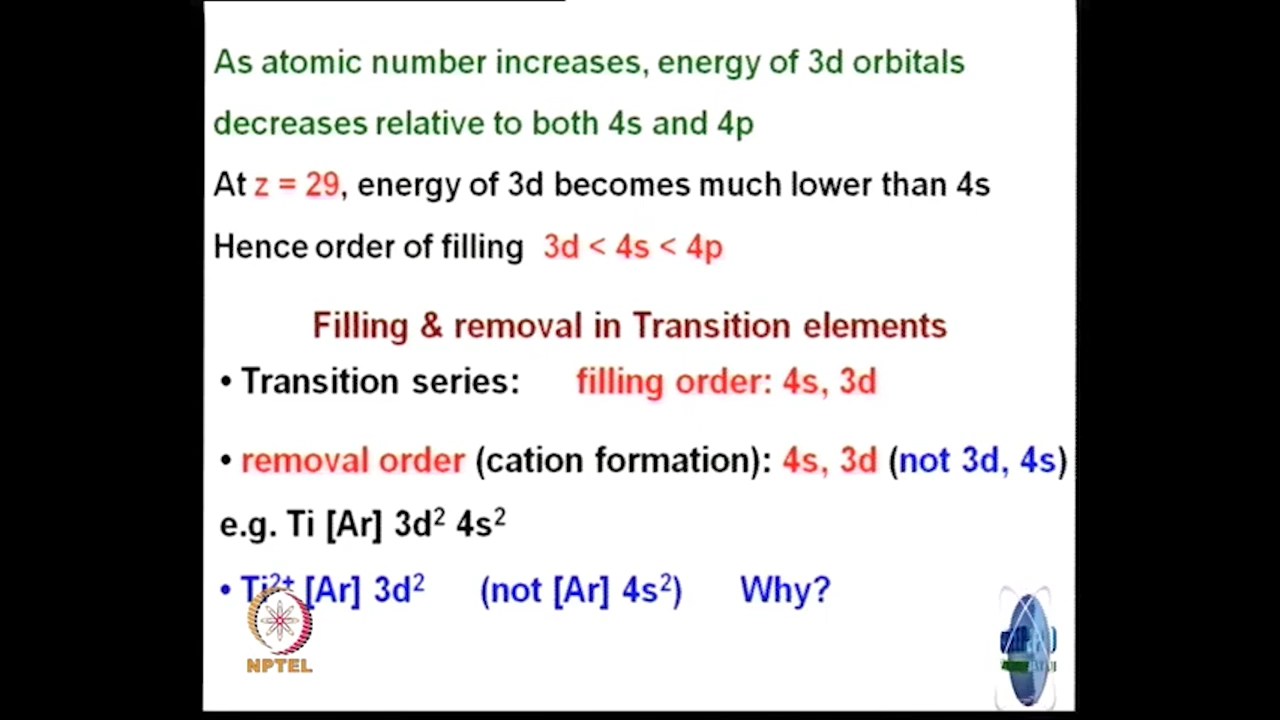 As atomic number increases, energy of 3d orbitals
decreases relative to both 4s and 4p
At z = 29, energy of 3d becomes much lower than 4s
Hence order of filling 3d < 4s < 4p
Filling & removal in Transition elements
• Transition series: filling order: 4s, 3d
• removal order (cation formation): 4s, 3d (not 3d, 4s)
e.g. Ti [Ar] 3d² 4s²
• Ti²⁺ [Ar] 3d² (not [Ar] 4s²) Why?
NPTEL